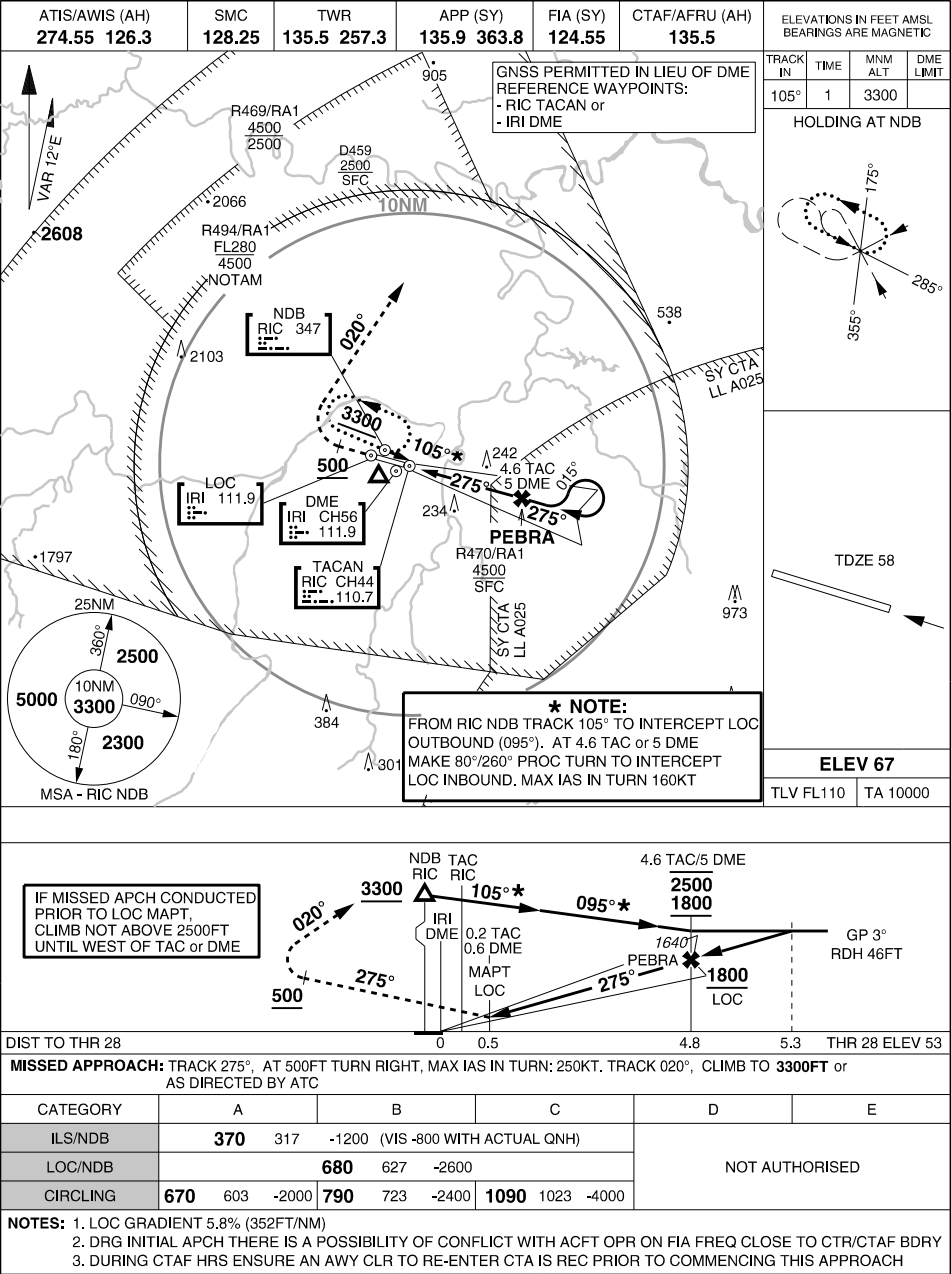 ATIS/AWIS (AH)
274.55 126.3
SMC
128.25
TWR
135.5 257.3
APP (SY)
135.9 363.8
FIA (SY)
124.55
CTAF/AFRU (AH)
135.5
ELEVATIONS IN FEET AMSL
BEARINGS ARE MAGNETIC
TRACK IN
TIME
MNM ALT
DME LIMIT
105°
1
3300
HOLDING AT NDB
175°
285°
355°
VAR 12°E
905
GNSS PERMITTED IN LIEU OF DME
REFERENCE WAYPOINTS:
- RIC TACAN or
- IRI DME
R469/RA1
4500
2500
D459
2500
SFC
10NM
2066
2608
R494/RA1
FL280
4500
NOTAM
NDB
RIC 347
020°
538
2103
SY CTA
LL A025
3300
105°*
500
242
4.6 TAC
5 DME
015°
275°
275°
234
PEBRA
LOC
IRI 111.9
DME
IRI CH56
111.9
TACAN
RIC CH44
110.7
R470/RA1
4500
SFC
SY CTA
LL A025
1797
973
TDZE 58
25NM
360°
2500
5000
10NM
3300
090°
180°
2300
MSA - RIC NDB
384
301
* NOTE:
FROM RIC NDB TRACK 105° TO INTERCEPT LOC
OUTBOUND (095°). AT 4.6 TAC or 5 DME
MAKE 80°/260° PROC TURN TO INTERCEPT
LOC INBOUND. MAX IAS IN TURN 160KT
ELEV 67
TLV FL110
TA 10000
IF MISSED APCH CONDUCTED
PRIOR TO LOC MAPT,
CLIMB NOT ABOVE 2500FT
UNTIL WEST OF TAC or DME
NDB
RIC
TAC
RIC
4.6 TAC/5 DME
2500
1800
3300
105°*
095°*
020°
IRI
DME
0.2 TAC
0.6 DME
MAPT
LOC
1640
PEBRA
GP 3°
RDH 46FT
275°
275°
1800
LOC
500
DIST TO THR 28
0
0.5
4.8
5.3
THR 28 ELEV 53
MISSED APPROACH: TRACK 275°, AT 500FT TURN RIGHT, MAX IAS IN TURN: 250KT. TRACK 020°, CLIMB TO 3300FT or
AS DIRECTED BY ATC
CATEGORY A B C D E
ILS/NDB 370 317 -1200 (VIS -800 WITH ACTUAL QNH)
LOC/NDB 680 627 -2600
NOT AUTHORISED
CIRCLING 670 603 -2000 790 723 -2400 1090 1023 -4000
NOTES: 1. LOC GRADIENT 5.8% (352FT/NM)
2. DRG INITIAL APCH THERE IS A POSSIBILITY OF CONFLICT WITH ACFT OPR ON FIA FREQ CLOSE TO CTR/CTAF BDRY
3. DURING CTAF HRS ENSURE AN AWY CLR TO RE-ENTER CTA IS REC PRIOR TO COMMENCING THIS APPROACH